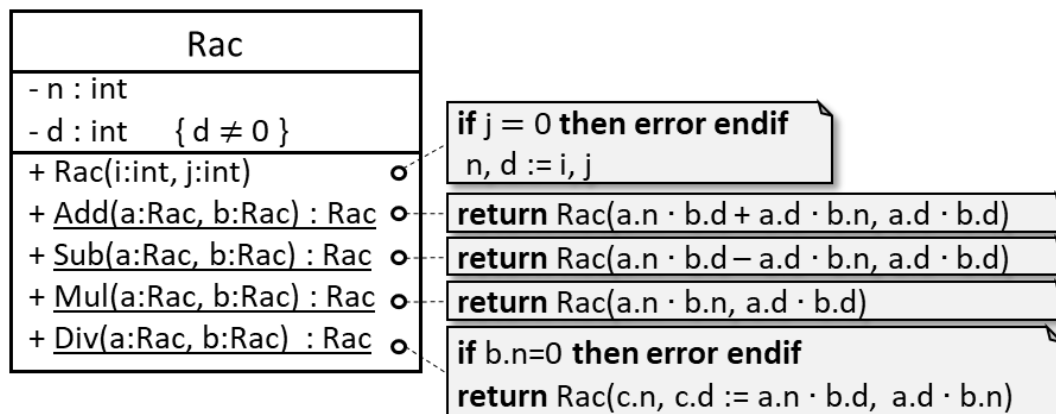 Rac
- n : int
- d : int { d ≠ 0 }
+ Rac(i:int, j:int)
+ Add(a:Rac, b:Rac) : Rac
+ Sub(a:Rac, b:Rac) : Rac
+ Mul(a:Rac, b:Rac) : Rac
+ Div(a:Rac, b:Rac) : Rac
if j = 0 then error endif
n, d := i, j
return Rac(a.n · b.d + a.d · b.n, a.d · b.d)
return Rac(a.n · b.d – a.d · b.n, a.d · b.d)
return Rac(a.n · b.n, a.d · b.d)
if b.n=0 then error endif
return Rac(c.n, c.d := a.n · b.d, a.d · b.n)